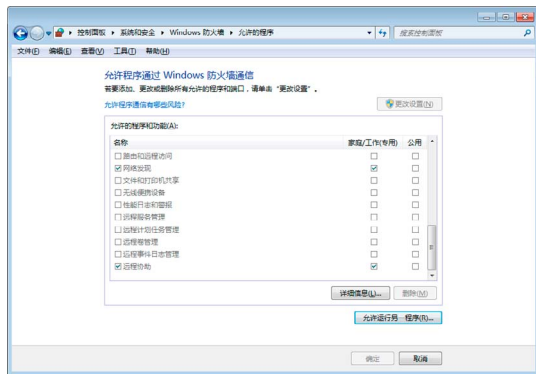 控制面板 ▸ 系统和安全 ▸ Windows 防火墙 ▸ 允许的程序
搜索控制面板
文件(F) 编辑(E) 查看(V) 工具(T) 帮助(H)
允许程序通过 Windows 防火墙通信
若要添加、更改或删除所有允许的程序和端口，请单击“更改设置”。
允许程序通信有哪些风险?
更改设置(N)
允许的程序和功能(A):
名称 家庭/工作(专用) 公用
路由和远程访问
网络发现
文件和打印机共享
无线便携设备
性能日志和警报
远程服务管理
远程计划任务管理
远程卷管理
远程事件日志管理
远程协助
详细信息(L)... 删除(M)
允许运行另一程序(R)...
确定 取消